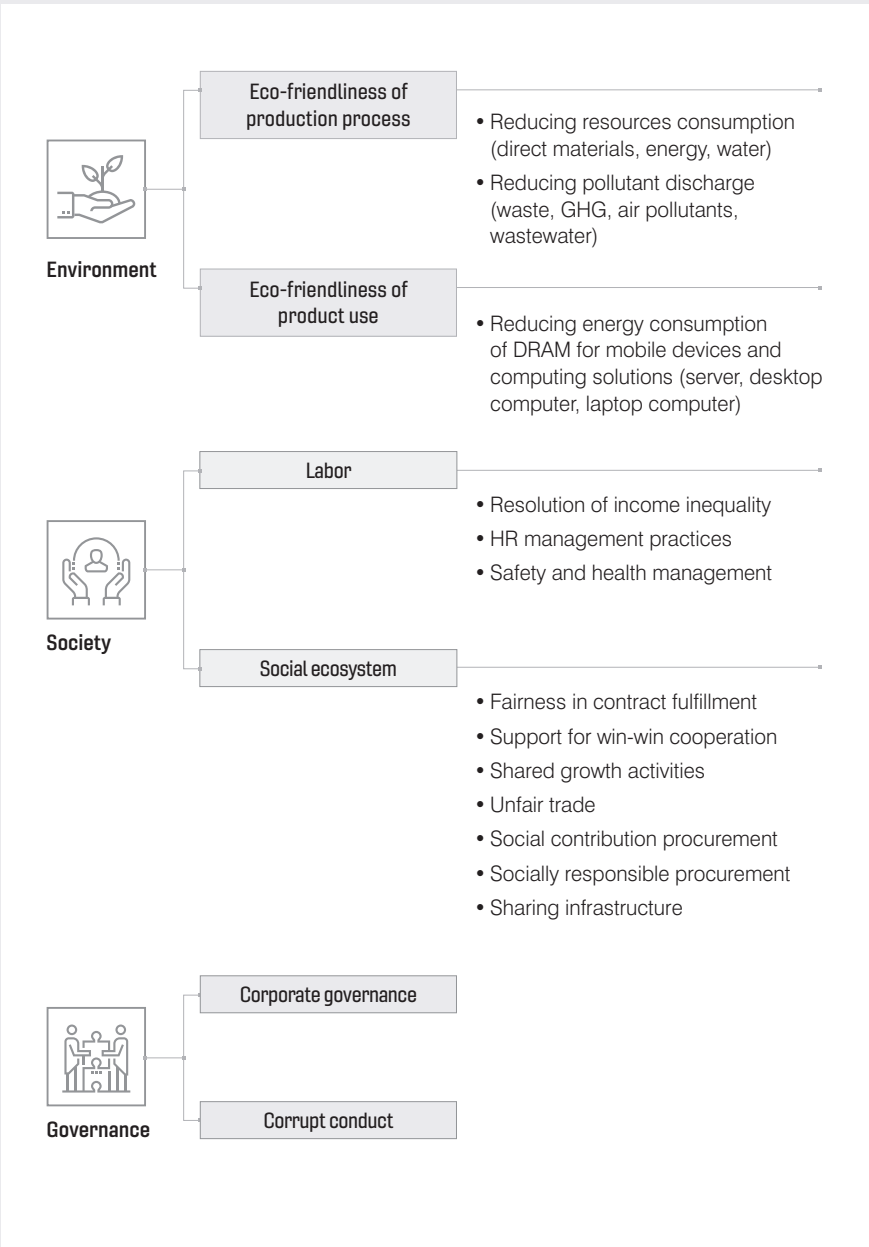 Environment
Eco-friendliness of
production process
• Reducing resources consumption
(direct materials, energy, water)
• Reducing pollutant discharge
(waste, GHG, air pollutants,
wastewater)
Eco-friendliness of
product use
• Reducing energy consumption
of DRAM for mobile devices and
computing solutions (server, desktop
computer, laptop computer)
Society
Labor
• Resolution of income inequality
• HR management practices
• Safety and health management
Social ecosystem
• Fairness in contract fulfillment
• Support for win-win cooperation
• Shared growth activities
• Unfair trade
• Social contribution procurement
• Socially responsible procurement
• Sharing infrastructure
Governance
Corporate governance
Corrupt conduct